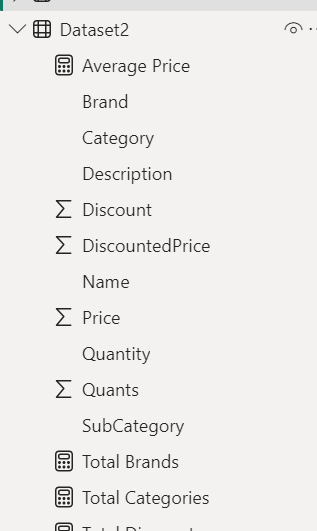 Dataset2
Average Price
Brand
Category
Description
Discount
DiscountedPrice
Name
Price
Quantity
Quants
SubCategory
Total Brands
Total Categories